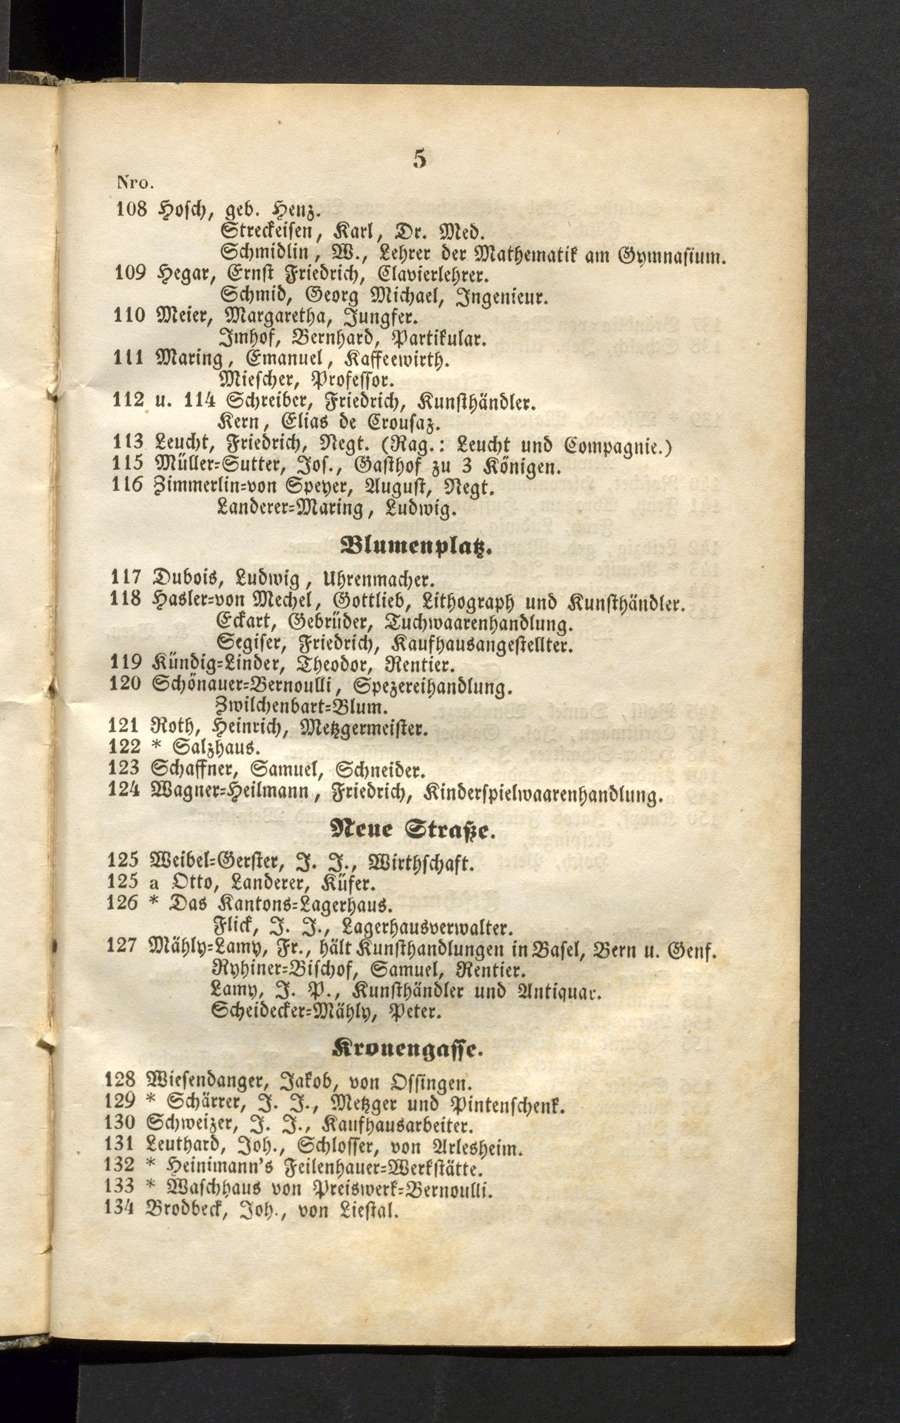 5
Nro.
108 Hosch, geb. Henz.
Streckeisen, Karl, Dr. Med.
Schmidlin, W., Lehrer der Mathematik am Gymnasium.
109 Hegar, Ernst Friedrich, Clavierlehrer.
Schmid, Georg Michael, Ingenieur.
110 Meier, Margaretha, Jungfer.
Imhof, Bernhard, Partikular.
111 Maring, Emanuel, Kaffeewirth.
Miescher, Professor.
112 u. 114 Schreiber, Friedrich, Kunsthändler.
Kern, Elias de Crousaz.
113 Leucht, Friedrich, Negt. (Rag.: Leucht und Compagnie.)
115 Müller-Sutter, Jos., Gasthof zu 3 Königen.
116 Zimmerlin-von Speyer, August, Negt.
Landerer-Maring, Ludwig.
Blumenplatz.
117 Dubois, Ludwig, Uhrenmacher.
118 Hasler-von Mechel, Gottlieb, Lithograph und Kunsthändler.
Eckart, Gebrüder, Tuchwaarenhandlung.
Segiser, Friedrich, Kaufhausangestellter.
119 Kündig-Linder, Theodor, Rentier.
120 Schönauer-Bernoulli, Spezereihandlung.
Zwilchenbart-Blum.
121 Roth, Heinrich, Metzgermeister.
122 * Salzhaus.
123 Schaffner, Samuel, Schneider.
124 Wagner-Heilmann, Friedrich, Kinderspielwaarenhandlung.
Neue Straße.
125 Weibel-Gerster, J. J., Wirthschaft.
125 a Otto, Landerer, Küfer.
126 * Das Kantons-Lagerhaus.
Flick, J. J., Lagerhausverwalter.
127 Mähly-Lamy, Fr., hält Kunsthandlungen in Basel, Bern u. Genf.
Ryhiner-Bischof, Samuel, Rentier.
Lamy, J. P., Kunsthändler und Antiquar.
Scheidecker-Mähly, Peter.
Kronengasse.
128 Wiesendanger, Jakob, von Ossingen.
129 * Schärrer, J. J., Metzger und Pintenschenk.
130 Schweizer, J. J., Kaufhausarbeiter.
131 Leuthard, Joh., Schlosser, von Arlesheim.
132 * Heinimann's Feilenhauer-Werkstätte.
133 * Waschhaus von Preiswerk-Bernoulli.
134 Brodbeck, Joh., von Liestal.